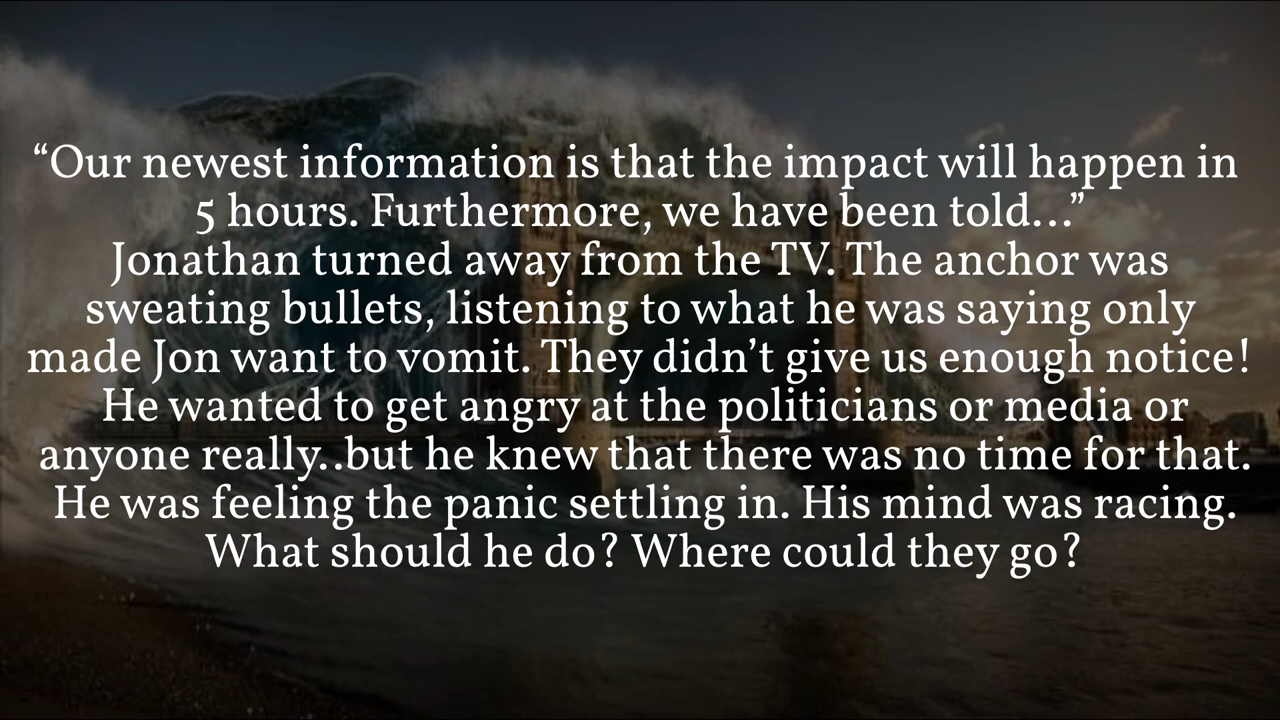 “Our newest information is that the impact will happen in
5 hours. Furthermore, we have been told...”
Jonathan turned away from the TV. The anchor was
sweating bullets, listening to what he was saying only
made Jon want to vomit. They didn’t give us enough notice!
He wanted to get angry at the politicians or media or
anyone really..but he knew that there was no time for that.
He was feeling the panic settling in. His mind was racing.
What should he do? Where could they go?